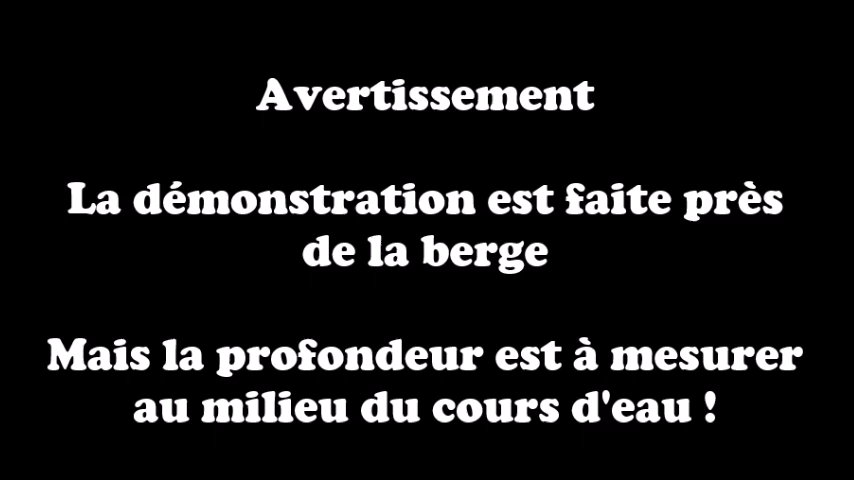 Avertissement
La démonstration est faite près
de la berge
Mais la profondeur est à mesurer
au milieu du cours d'eau !